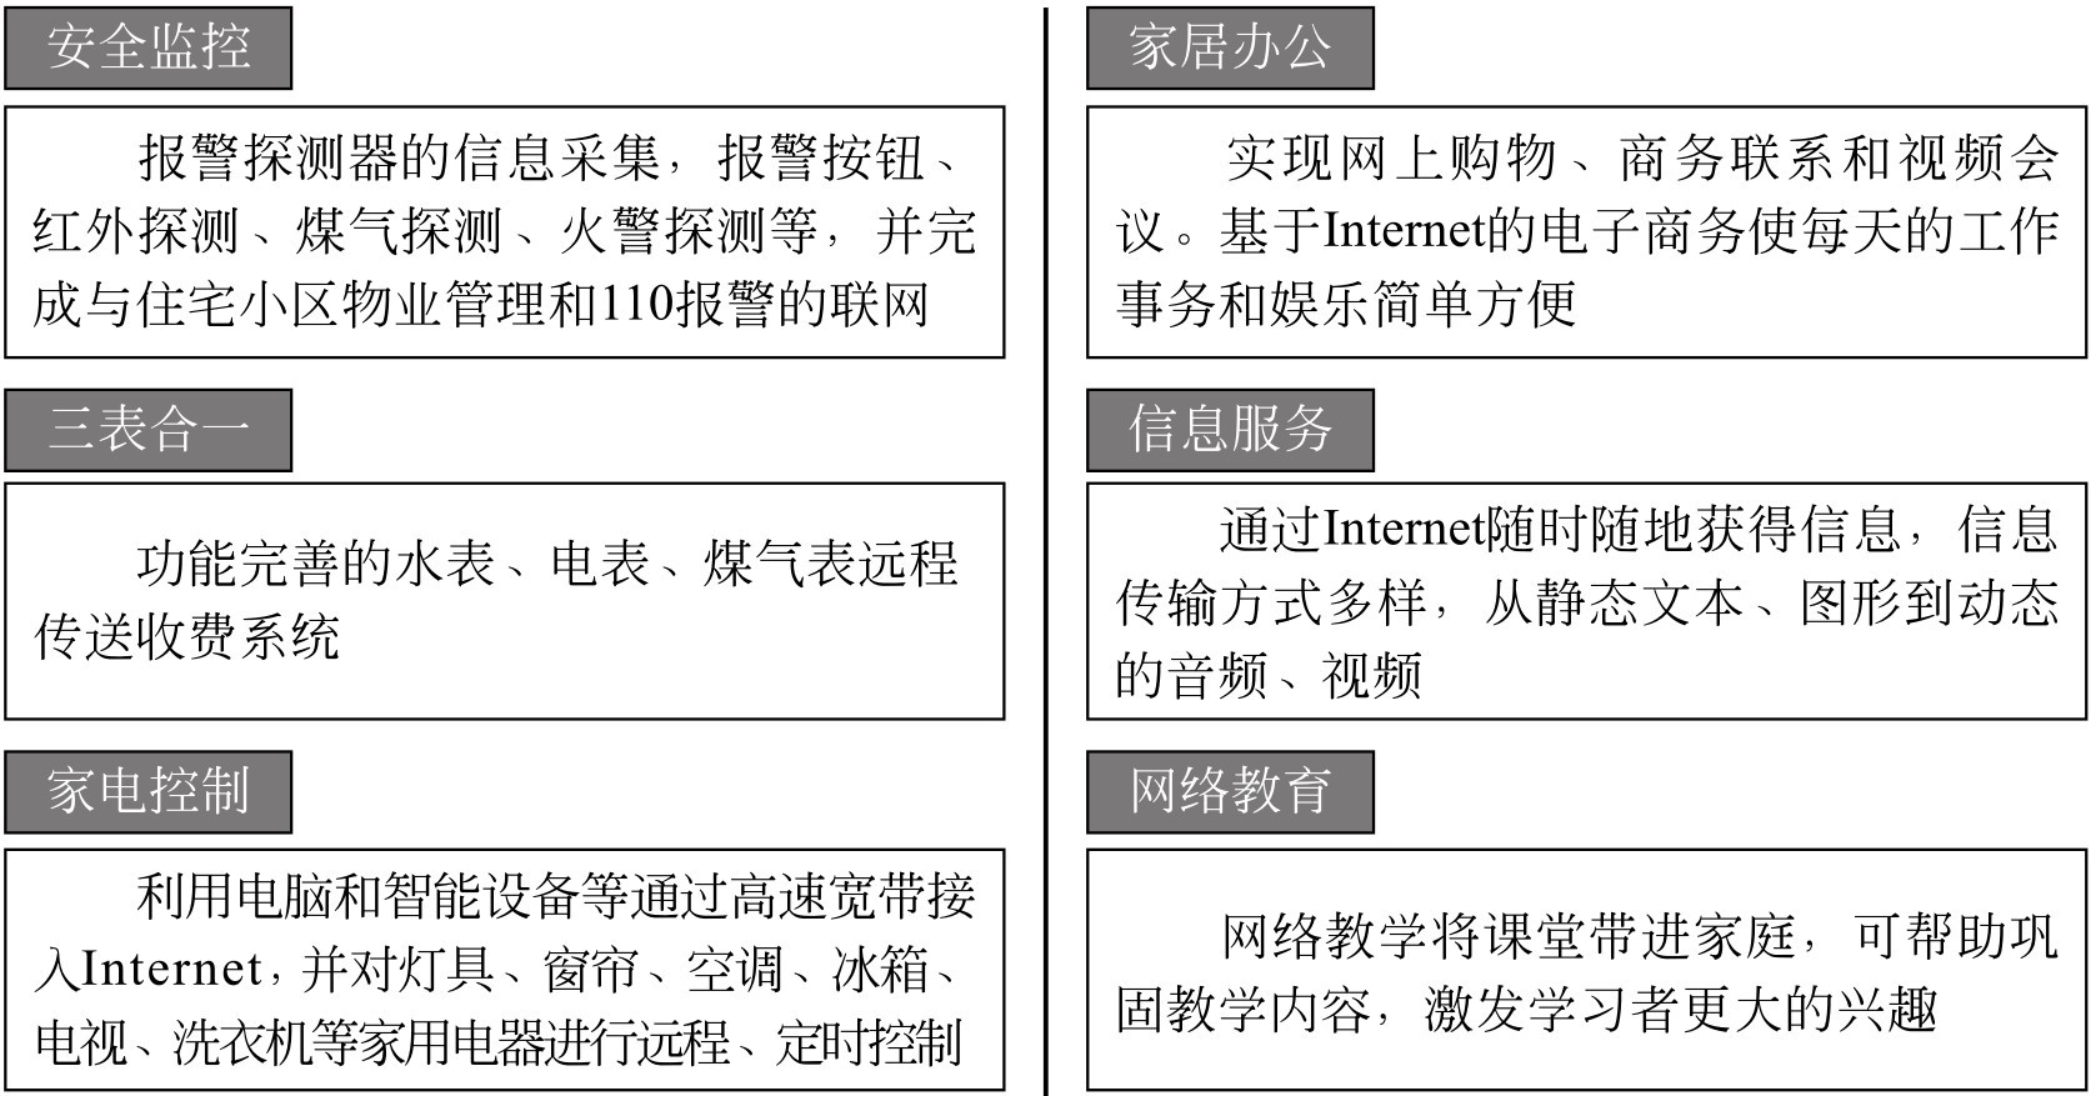 安全监控
报警探测器的信息采集，报警按钮、
红外探测、煤气探测、火警探测等，并完
成与住宅小区物业管理和110报警的联网
三表合一
功能完善的水表、电表、煤气表远程
传送收费系统
家电控制
利用电脑和智能设备等通过高速宽带接
入Internet，并对灯具、窗帘、空调、冰箱、
电视、洗衣机等家用电器进行远程、定时控制
家居办公
实现网上购物、商务联系和视频会
议。基于Internet的电子商务使每天的工作
事务和娱乐简单方便
信息服务
通过Internet随时随地获得信息，信息
传输方式多样，从静态文本、图形到动态
的音频、视频
网络教育
网络教学将课堂带进家庭，可帮助巩
固教学内容，激发学习者更大的兴趣